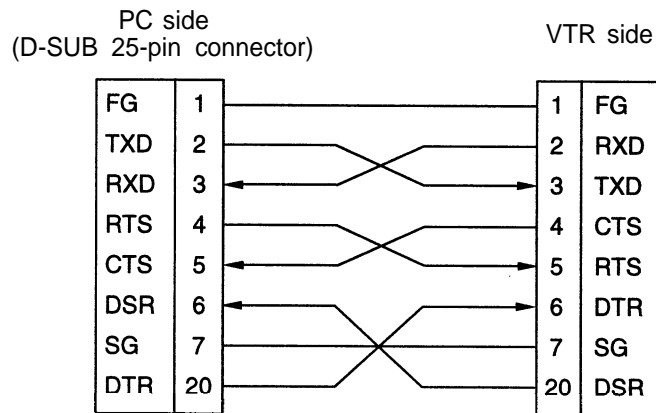 PC side
(D-SUB 25-pin connector)
VTR side
FG 1 1 FG
TXD 2 2 RXD
RXD 3 3 TXD
RTS 4 4 CTS
CTS 5 5 RTS
DSR 6 6 DTR
SG 7 7 SG
DTR 20 20 DSR